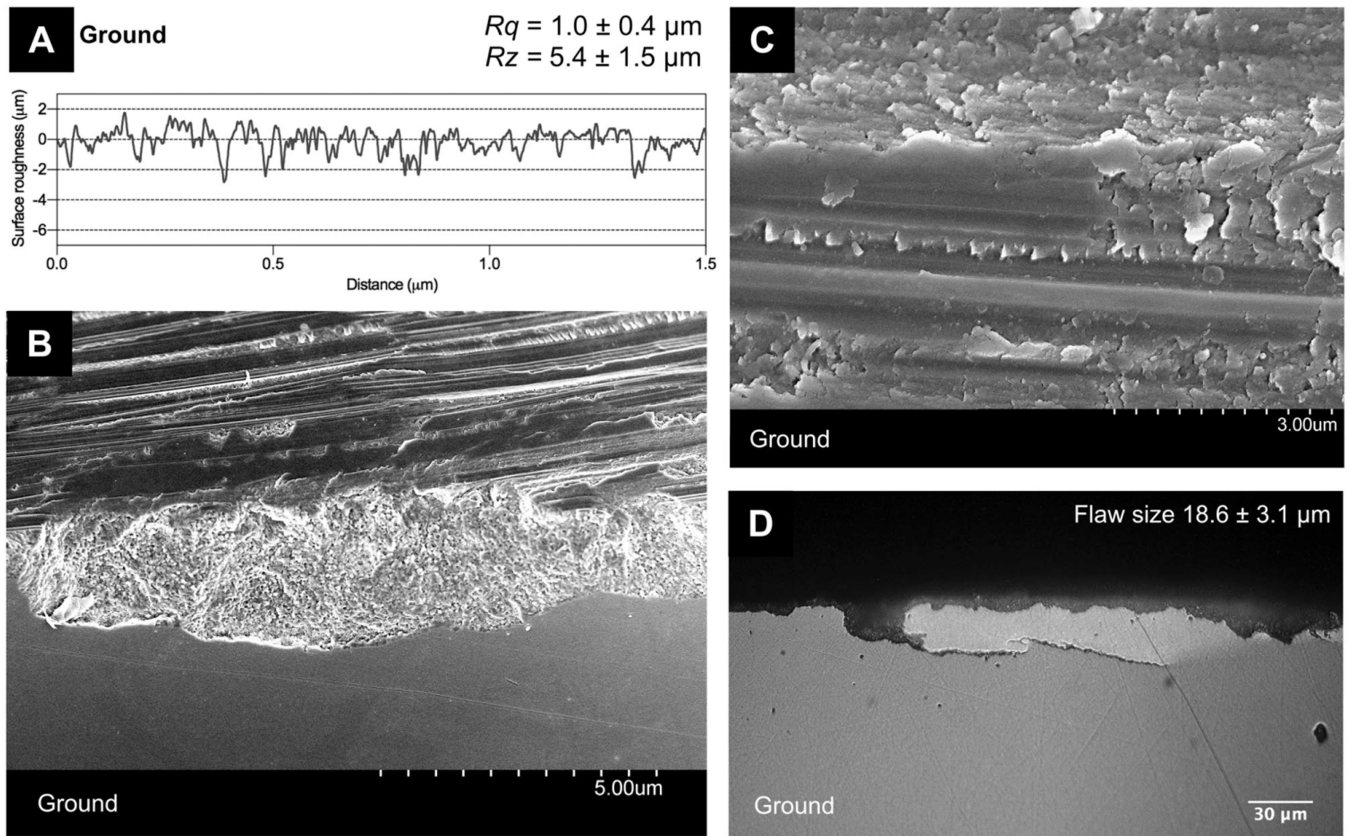 A Ground
Rq = 1.0 ± 0.4 µm
Rz = 5.4 ± 1.5 µm
Surface roughness (µm)
2
0
-2
-4
-6
0.0 0.5 1.0 1.5
Distance (µm)
B
5.00um
Ground
C
3.00um
Ground
D
Flaw size 18.6 ± 3.1 µm
Ground
30 µm